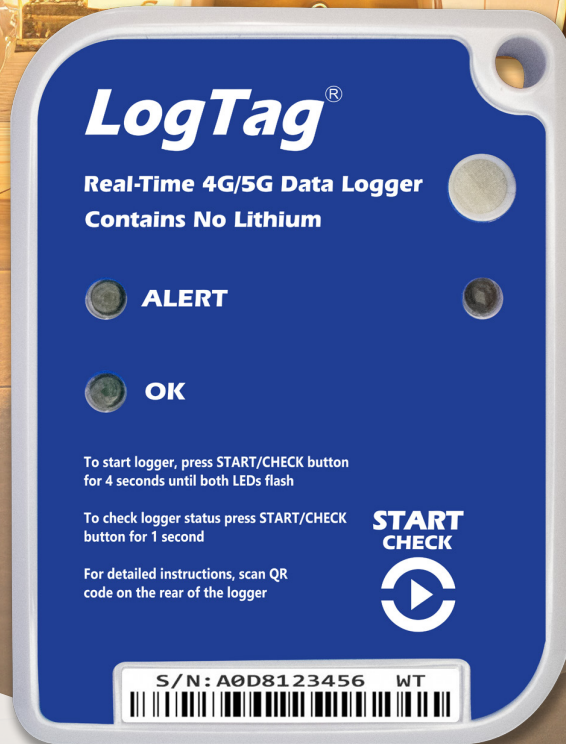 LogTag®
Real-Time 4G/5G Data Logger
Contains No Lithium
ALERT
OK
To start logger, press START/CHECK button
for 4 seconds until both LEDs flash
To check logger status press START/CHECK
button for 1 second
For detailed instructions, scan QR
code on the rear of the logger
START
CHECK
S/N:A0D8123456 WT